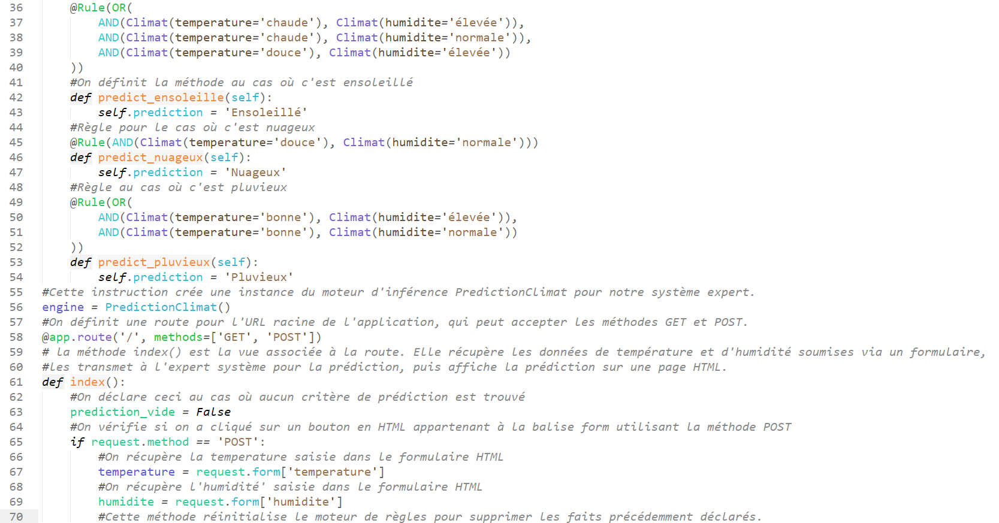 36 @Rule(OR(
37 AND(Climat(temperature='chaude'), Climat(humidite='élevée')),
38 AND(Climat(temperature='chaude'), Climat(humidite='normale')),
39 AND(Climat(temperature='douce'), Climat(humidite='élevée'))
40 ))
41 #On définit la méthode au cas où c'est ensoleillé
42 def predict_ensoleille(self):
43 self.prediction = 'Ensoleillé'
44 #Règle pour le cas où c'est nuageux
45 @Rule(AND(Climat(temperature='douce'), Climat(humidite='normale')))
46 def predict_nuageux(self):
47 self.prediction = 'Nuageux'
48 #Règle au cas où c'est pluvieux
49 @Rule(OR(
50 AND(Climat(temperature='bonne'), Climat(humidite='élevée')),
51 AND(Climat(temperature='bonne'), Climat(humidite='normale'))
52 ))
53 def predict_pluvieux(self):
54 self.prediction = 'Pluvieux'
55 #Cette instruction crée une instance du moteur d'inférence PredictionClimat pour notre système expert.
56 engine = PredictionClimat()
57 #On définit une route pour l'URL racine de l'application, qui peut accepter les méthodes GET et POST.
58 @app.route('/', methods=['GET', 'POST'])
59 # la méthode index() est la vue associée à la route. Elle récupère les données de température et d'humidité soumises via un formulaire,
60 #les transmet à l'expert système pour la prédiction, puis affiche la prédiction sur une page HTML.
61 def index():
62 #On déclare ceci au cas où aucun critère de prédiction est trouvé
63 prediction_vide = False
64 #On vérifie si on a cliqué sur un bouton en HTML appartenant à la balise form utilisant la méthode POST
65 if request.method == 'POST':
66 #On récupère la temperature saisie dans le formulaire HTML
67 temperature = request.form['temperature']
68 #On récupère l'humidité' saisie dans le formulaire HTML
69 humidite = request.form['humidite']
70 #Cette méthode réinitialise le moteur de règles pour supprimer les faits précédemment déclarés.